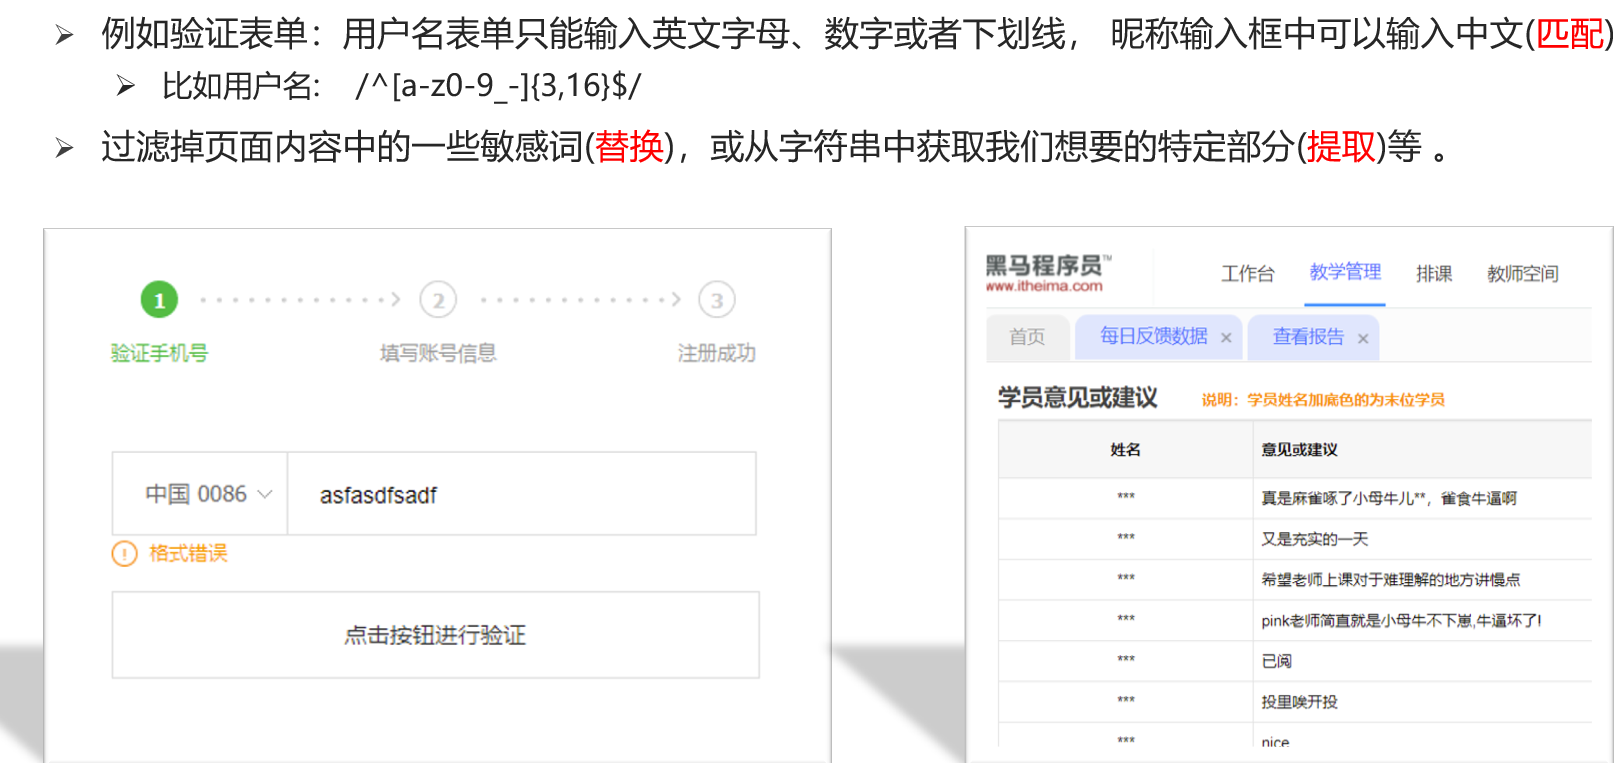 例如验证表单：用户名表单只能输入英文字母、数字或者下划线， 昵称输入框中可以输入中文(匹配)
比如用户名: /^[a-z0-9_-]{3,16}$/
过滤掉页面内容中的一些敏感词(替换)，或从字符串中获取我们想要的特定部分(提取)等 。
1 2 3
验证手机号 填写账号信息 注册成功
中国 0086 asfasdfsadf
格式错误
点击按钮进行验证
黑马程序员™
www.itheima.com
工作台 教学管理 排课 教师空间
首页 每日反馈数据 × 查看报告 ×
学员意见或建议 说明：学员姓名加底色的为末位学员
姓名 意见或建议
*** 真是麻雀啄了小母牛儿**，雀食牛逼啊
*** 又是充实的一天
*** 希望老师上课对于难理解的地方讲慢点
*** pink老师简直就是小母牛不下崽,牛逼坏了!
*** 已阅
*** 投里唉开投
*** nice